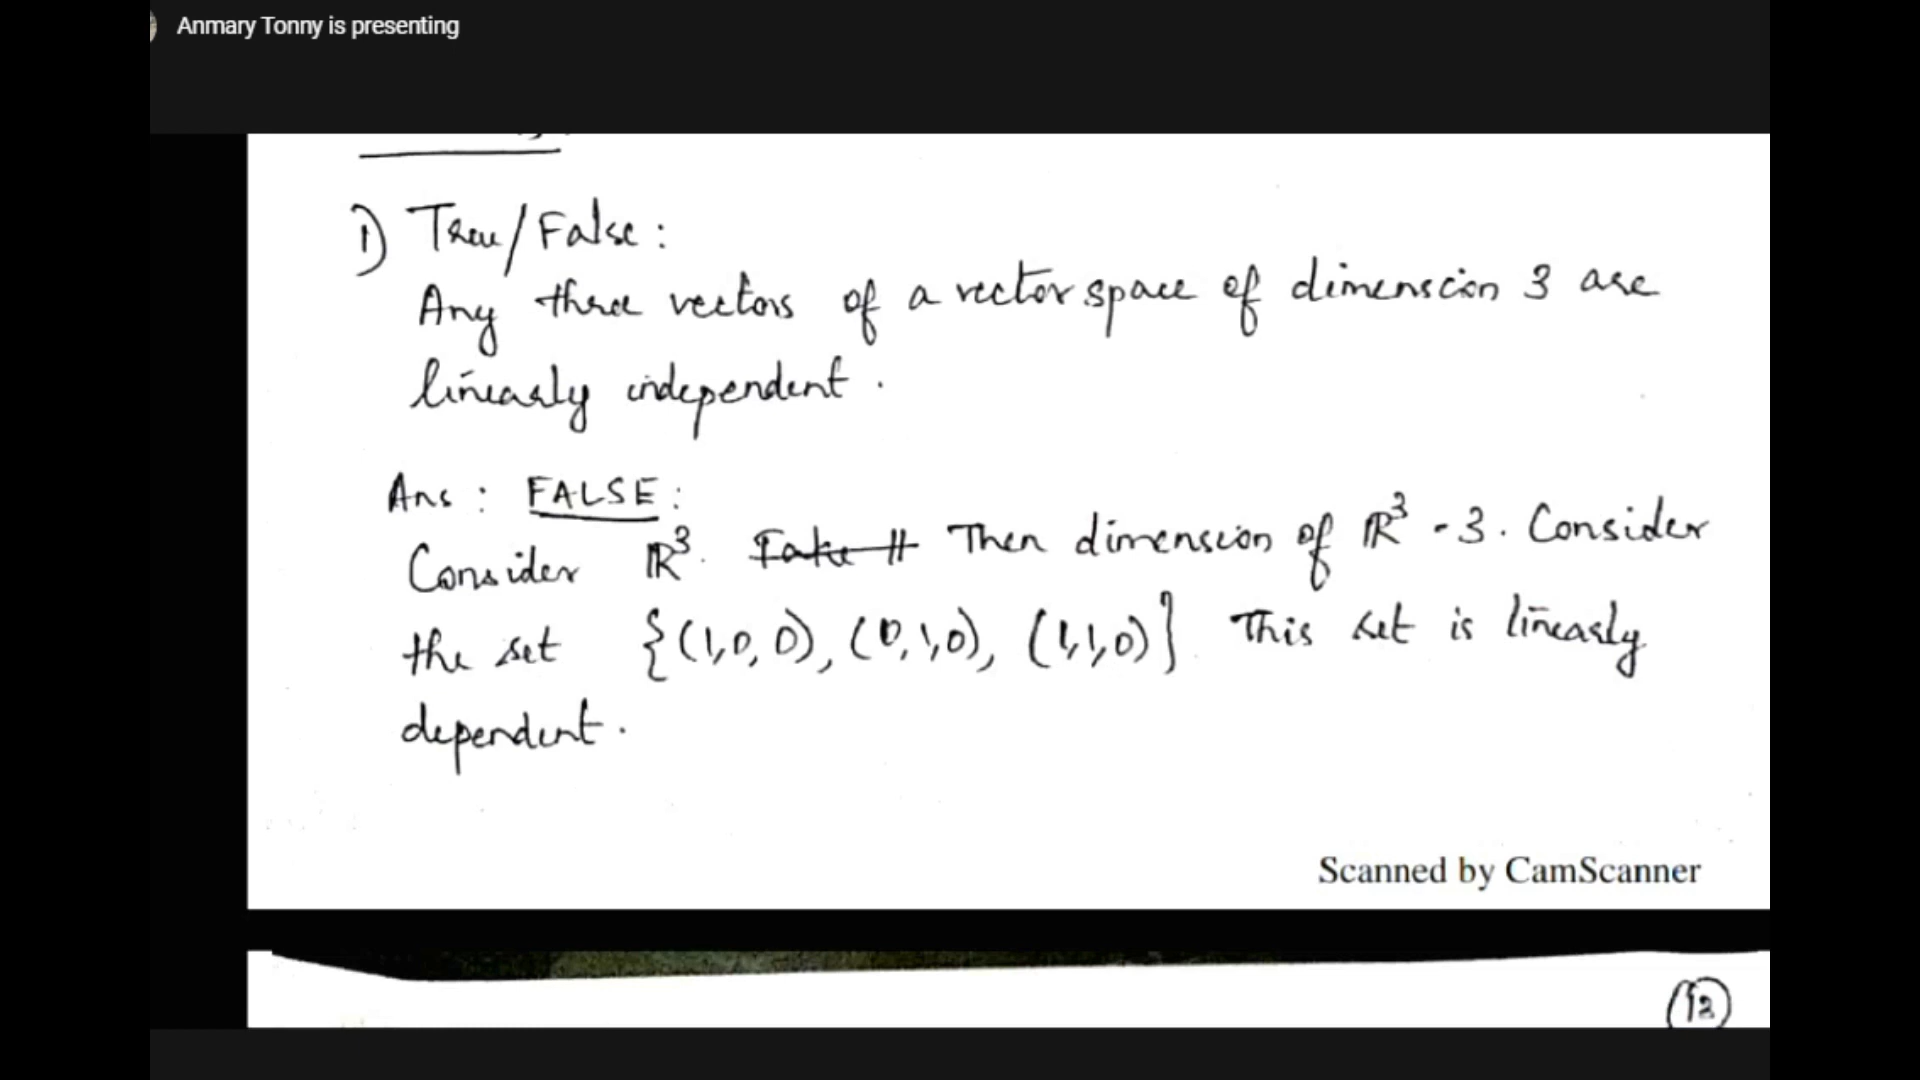 Anmary Tonny is presenting
1) True/False:
Any three vectors of a vector space of dimension 3 are
linearly independent.
Ans: FALSE:
Consider ℝ³. Then dimension of ℝ³ - 3. Consider
the set {(1,0,0), (0,1,0), (1,1,0)} This set is linearly
dependent.
Scanned by CamScanner
12